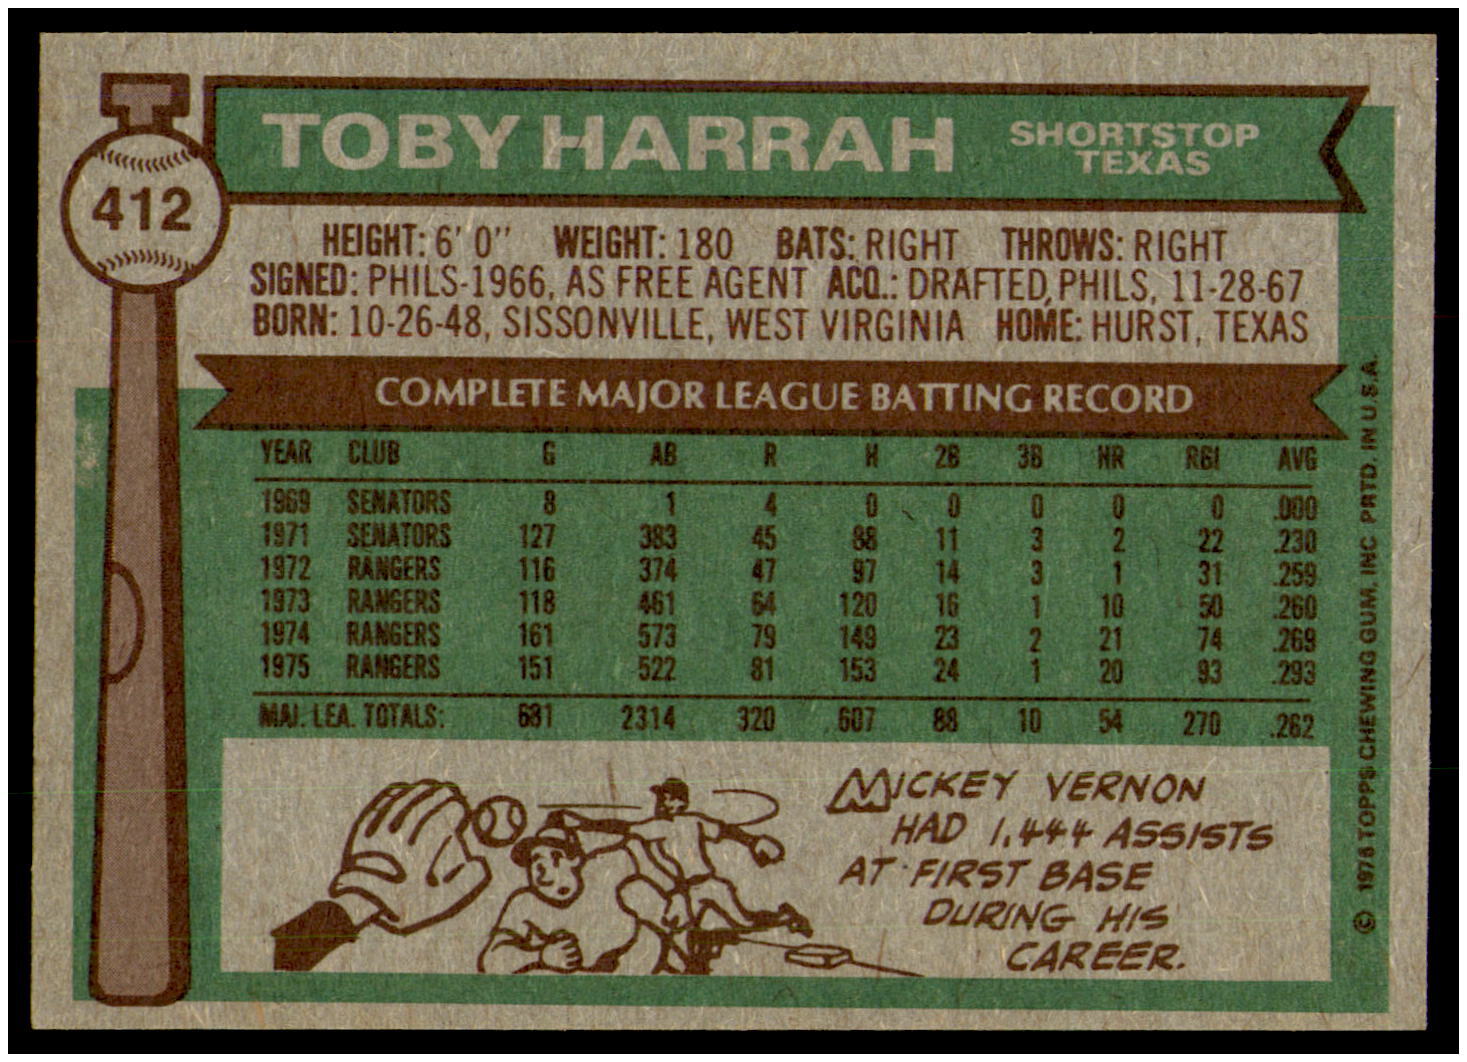 412
TOBY HARRAH
SHORTSTOP
TEXAS
HEIGHT: 6' 0" WEIGHT: 180 BATS: RIGHT THROWS: RIGHT
SIGNED: PHILS-1966, AS FREE AGENT ACQ.: DRAFTED, PHILS, 11-28-67
BORN: 10-26-48, SISSONVILLE, WEST VIRGINIA HOME: HURST, TEXAS
COMPLETE MAJOR LEAGUE BATTING RECORD
YEAR CLUB G AB R H 2B 3B HR RBI AVG
1969 SENATORS 8 1 4 0 0 0 0 0 .000
1971 SENATORS 127 383 45 88 11 3 2 22 .230
1972 RANGERS 116 374 47 97 14 3 1 31 .259
1973 RANGERS 118 461 64 120 16 1 10 50 .260
1974 RANGERS 161 573 79 149 23 2 21 74 .269
1975 RANGERS 151 522 81 153 24 1 20 93 .293
MAJ. LEA. TOTALS: 681 2314 320 607 88 10 54 270 .262
MICKEY VERNON
HAD 1,444 ASSISTS
AT FIRST BASE
DURING HIS
CAREER.
© 1976 TOPPS CHEWING GUM, INC PRTD. IN U.S.A.